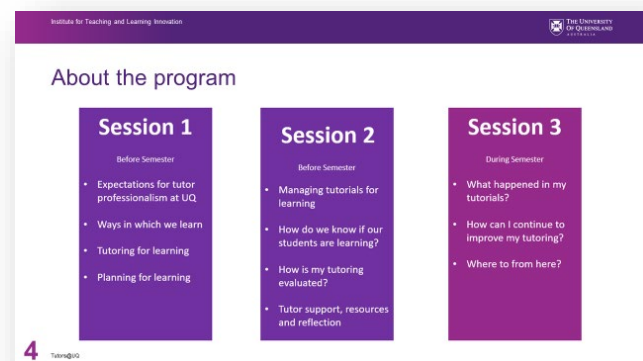 Institute for Teaching and Learning Innovation
THE UNIVERSITY
OF QUEENSLAND
AUSTRALIA
About the program
Session 1
Before Semester
• Expectations for tutor
professionalism at UQ
• Ways in which we learn
• Tutoring for learning
• Planning for learning
Session 2
Before Semester
• Managing tutorials for
learning
• How do we know if our
students are learning?
• How is my tutoring
evaluated?
• Tutor support, resources
and reflection
Session 3
During Semester
• What happened in my
tutorials?
• How can I continue to
improve my tutoring?
• Where to from here?
4
Tutors@UQ